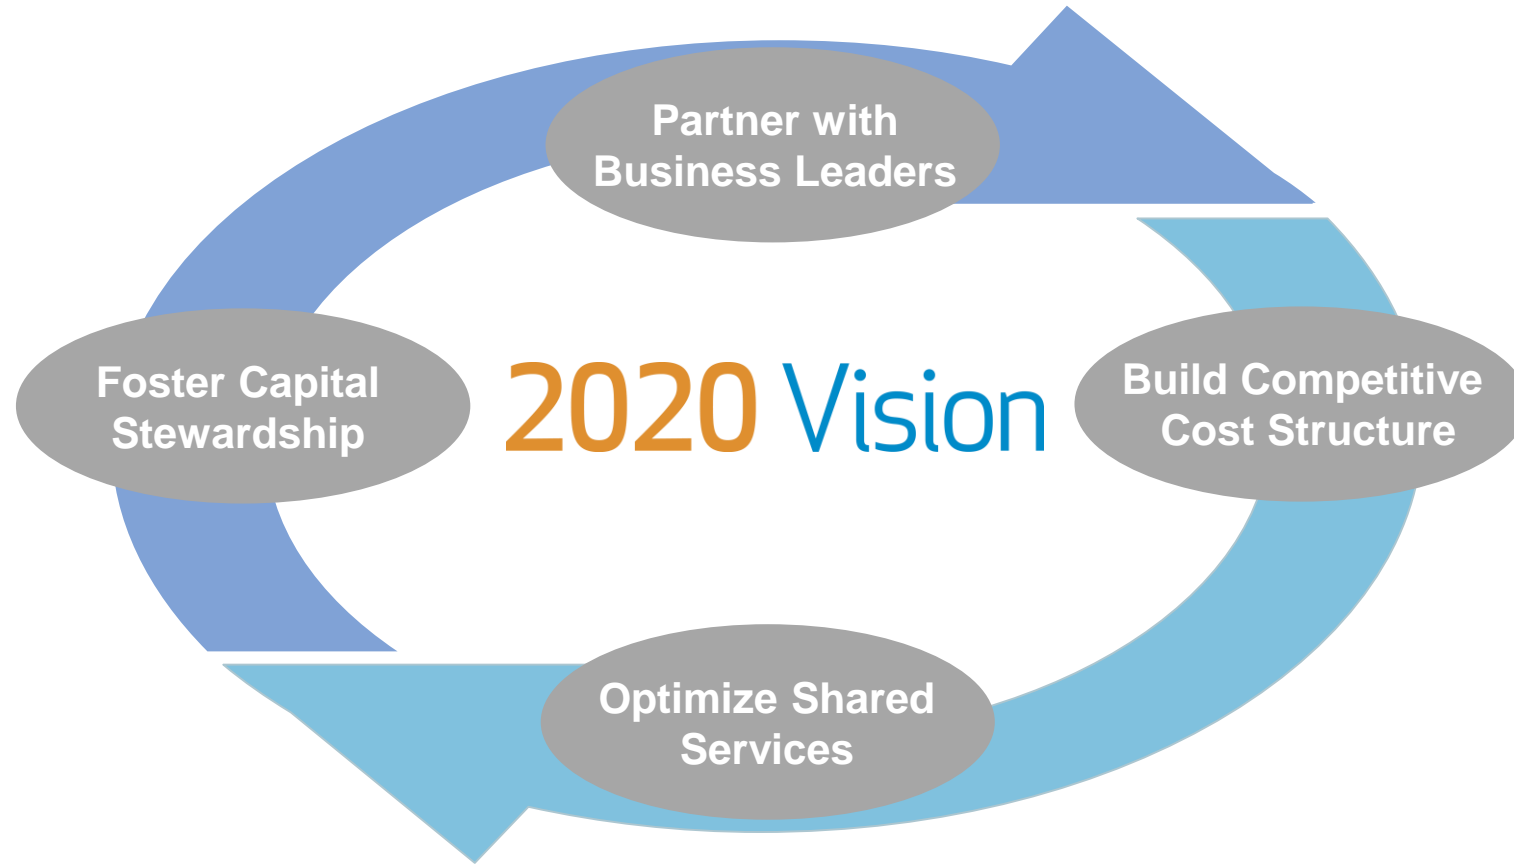 Partner with
Business Leaders
Foster Capital
Stewardship
2020 Vision
Build Competitive
Cost Structure
Optimize Shared
Services